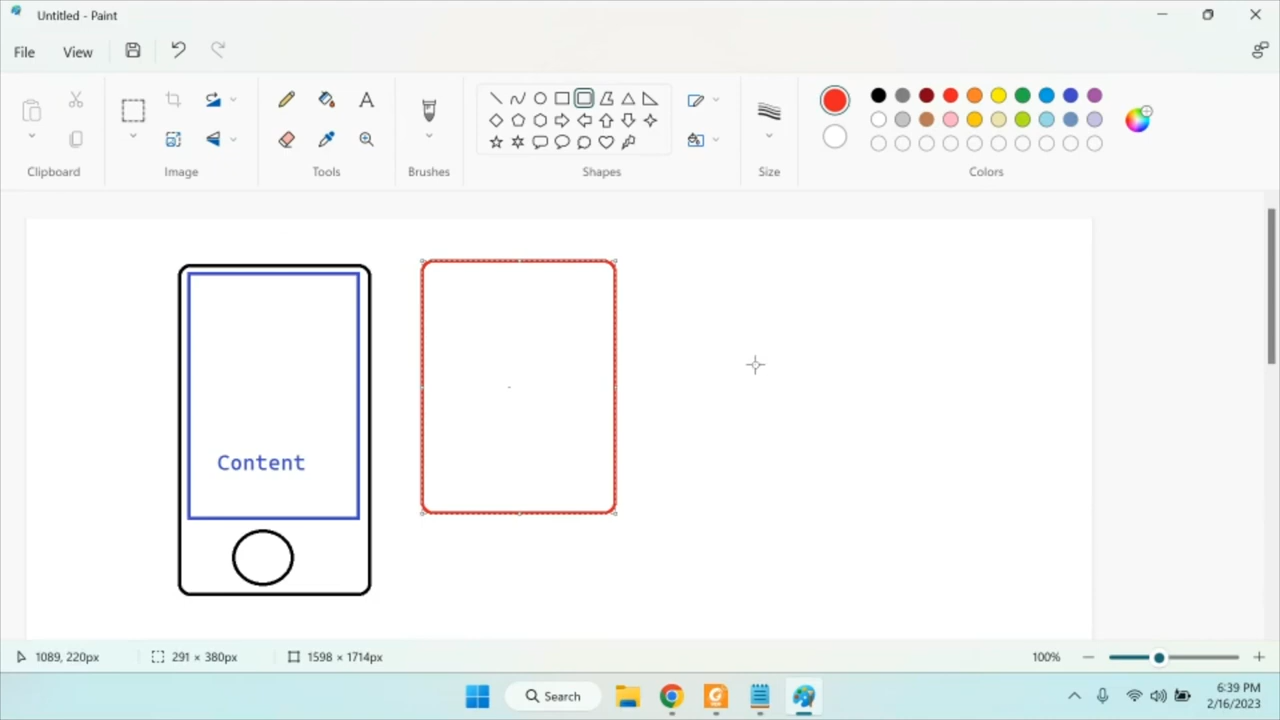 Untitled - Paint
File View
Clipboard Image Tools Brushes Shapes Size Colors
Content
1089, 220px 291 × 380px 1598 × 1714px 100%
Search
6:39 PM
2/16/2023